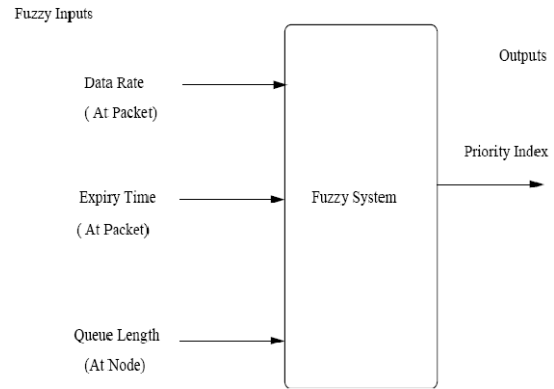 Fuzzy Inputs
Outputs
Data Rate
( At Packet)
Priority Index
Expiry Time
( At Packet)
Fuzzy System
Queue Length
(At Node)